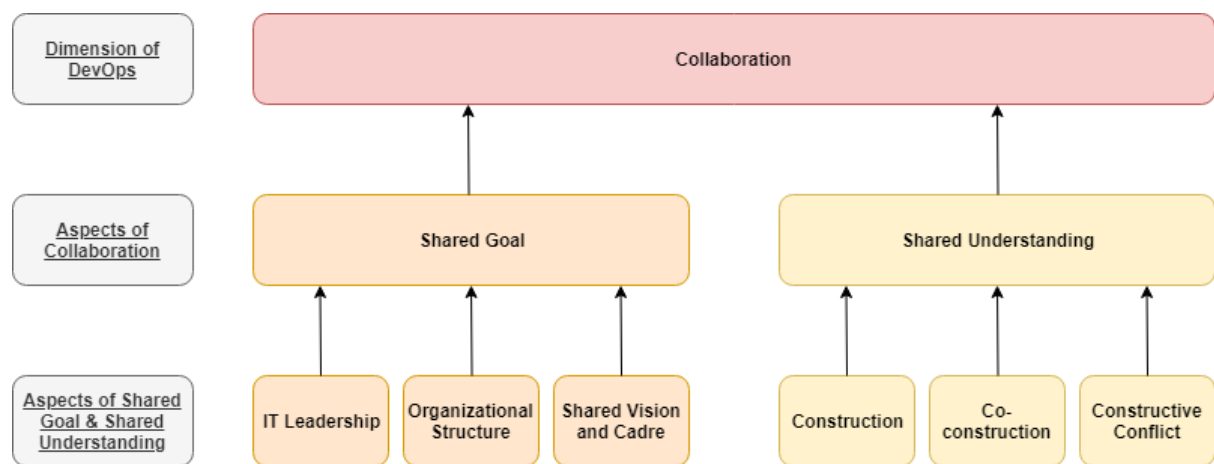 Dimension of
DevOps
Collaboration
Aspects of
Collaboration
Shared Goal
Shared Understanding
Aspects of Shared
Goal & Shared
Understanding
IT Leadership
Organizational
Structure
Shared Vision
and Cadre
Construction
Co-
construction
Constructive
Conflict